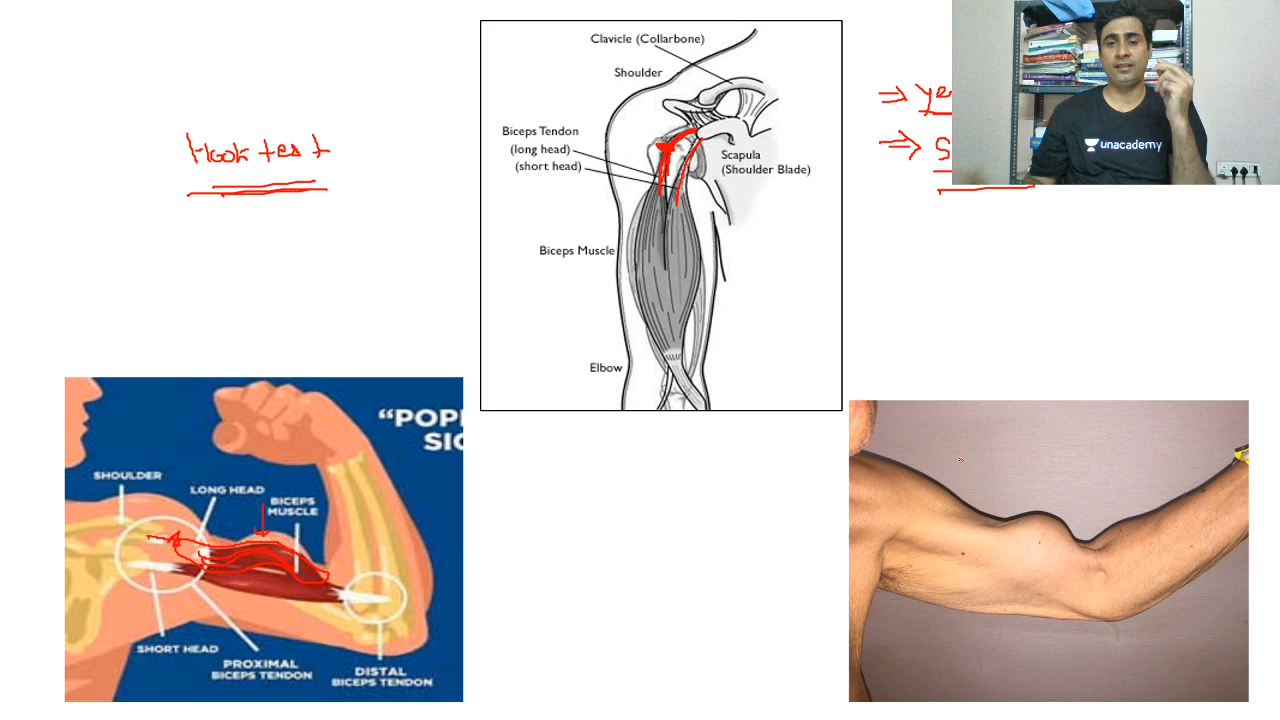 Clavicle (Collarbone)
Shoulder
Biceps Tendon
(long head)
(short head)
Scapula
(Shoulder Blade)
Biceps Muscle
Elbow
Hook test
⇒ Ye
⇒ S
unacademy
"POP
SIG
SHOULDER
LONG HEAD
BICEPS
MUSCLE
SHORT HEAD
PROXIMAL
BICEPS TENDON
DISTAL
BICEPS TENDON